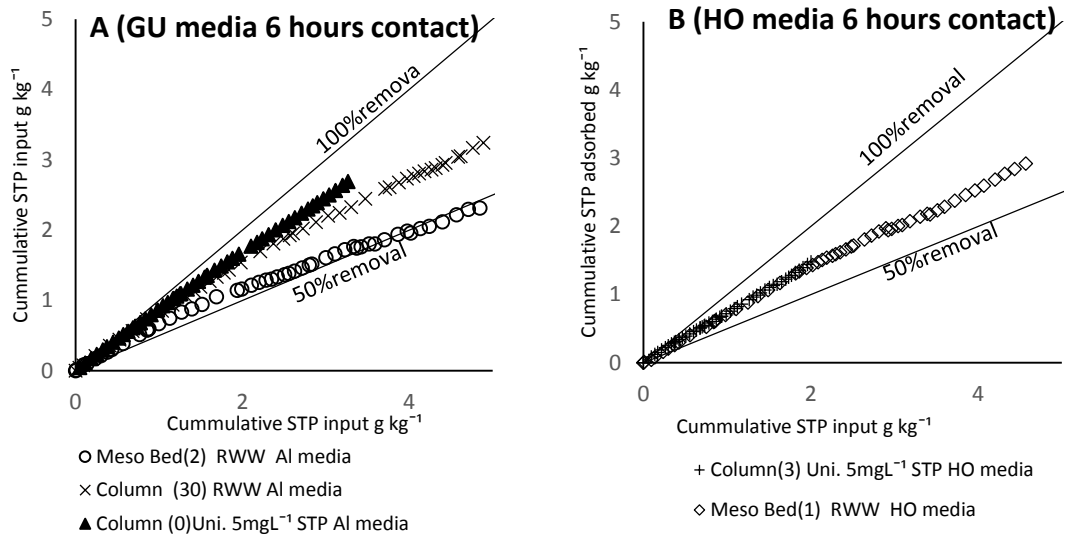 A (GU media 6 hours contact)
Cummulative STP input g kg⁻¹
5
4
3
2
1
0
100%remova
50%removal
0
2
4
Cummulative STP input g kg⁻¹
Meso Bed(2) RWW Al media
Column (30) RWW Al media
Column (0)Uni. 5mgL⁻¹ STP Al media
B (HO media 6 hours contact)
Cummulative STP adsorbed g kg⁻¹
5
4
3
2
1
0
100%removal
50%removal
0
2
4
Cummulative STP input g kg⁻¹
Column(3) Uni. 5mgL⁻¹ STP HO media
Meso Bed(1) RWW HO media